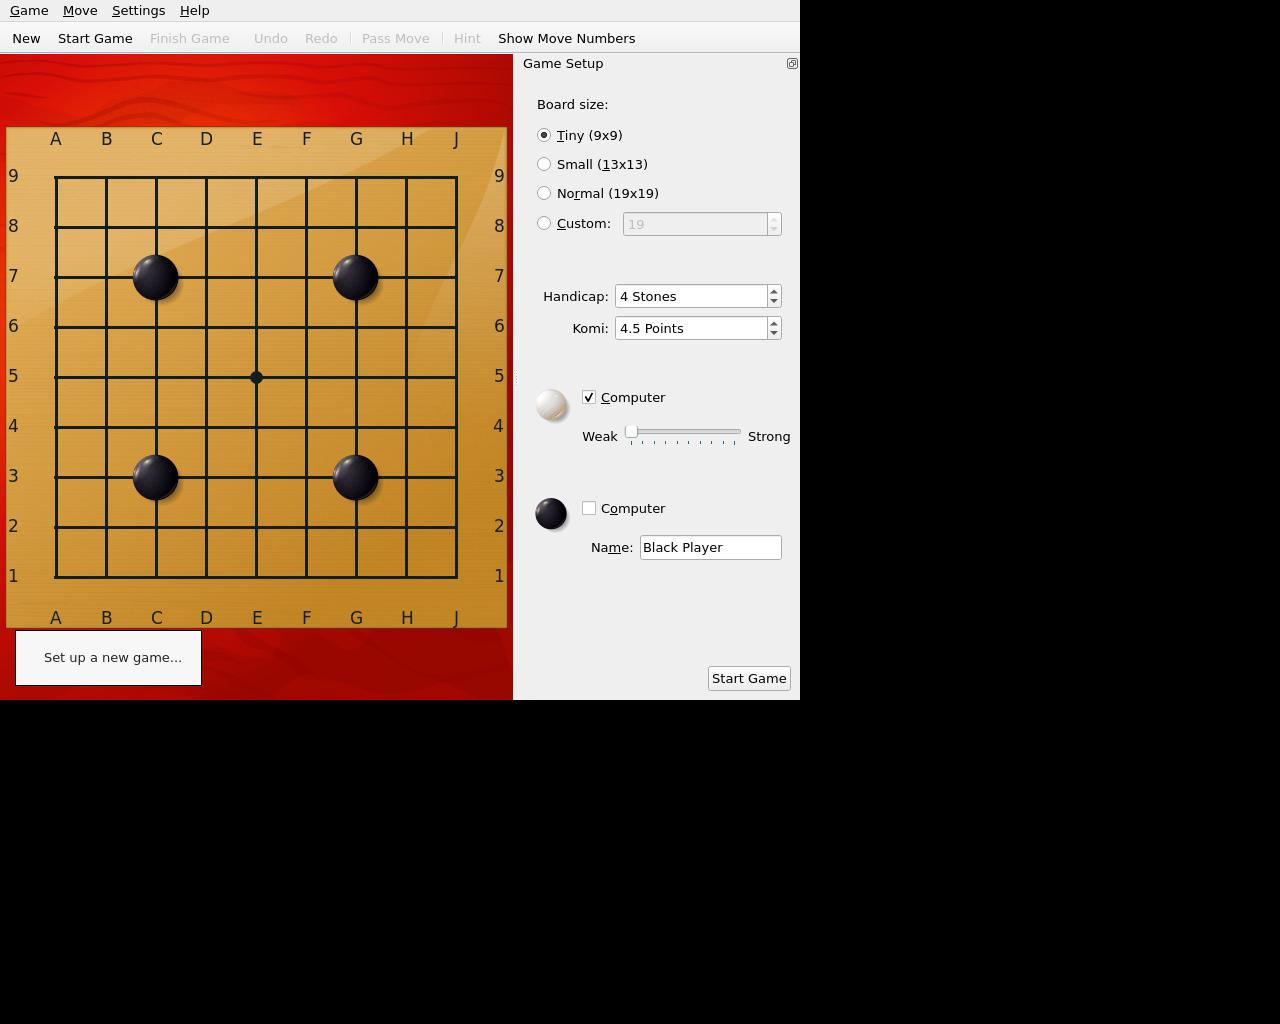 Game Move Settings Help
New Start Game Finish Game Undo Redo Pass Move Hint Show Move Numbers
Game Setup
A B C D E F G H J
9 9
8 8
7 7
6 6
5 5
4 4
3 3
2 2
1 1
A B C D E F G H J
Set up a new game...
Board size:
Tiny (9x9)
Small (13x13)
Normal (19x19)
Custom: 19
Handicap: 4 Stones
Komi: 4.5 Points
Computer
Weak Strong
Computer
Name: Black Player
Start Game